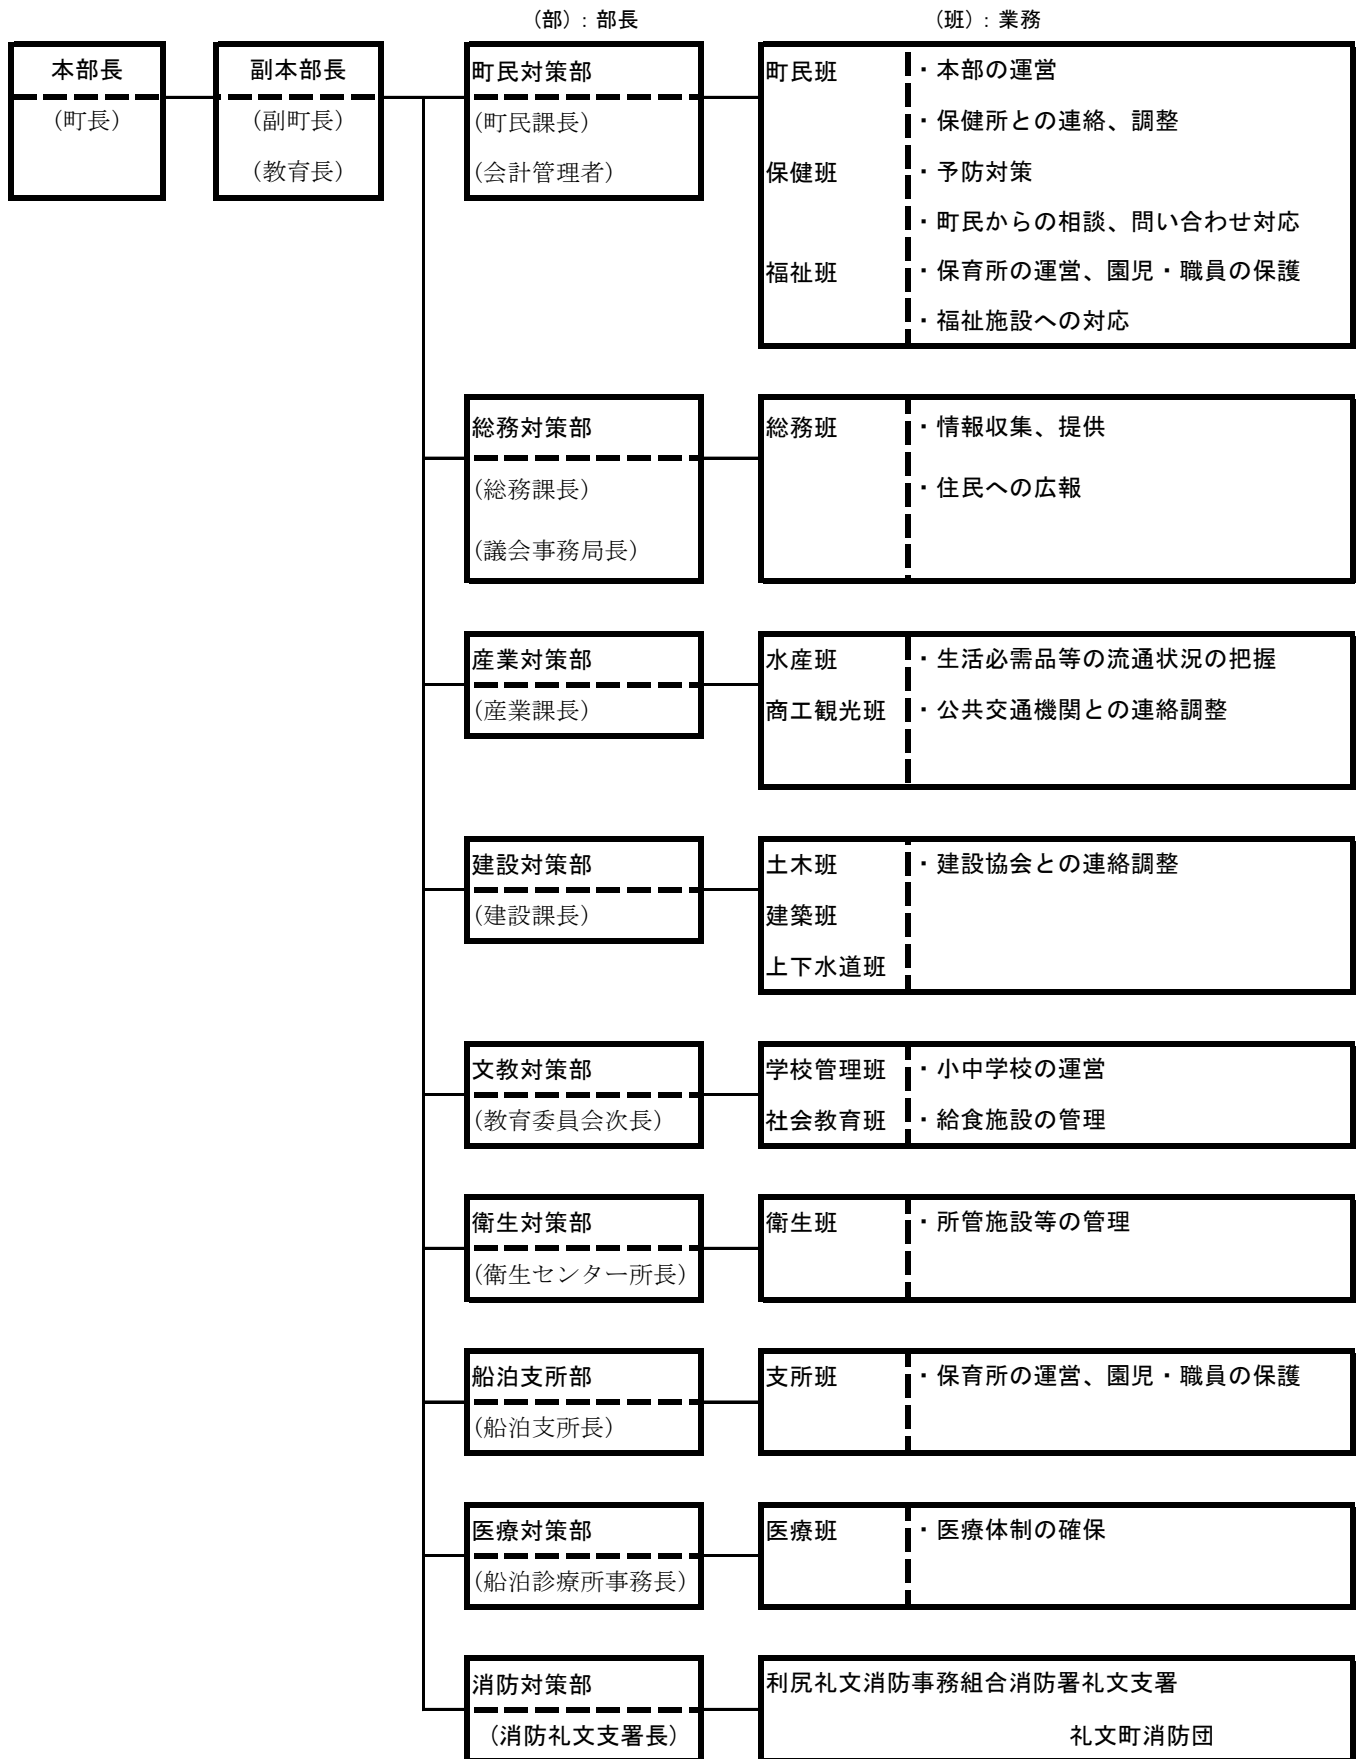 (部)：部長
(班)：業務
本部長
(町長)
副本部長
(副町長)
(教育長)
町民対策部
(町民課長)
(会計管理者)
町民班
・本部の運営
・保健所との連絡、調整
保健班
・予防対策
・町民からの相談、問い合わせ対応
福祉班
・保育所の運営、園児・職員の保護
・福祉施設への対応
総務対策部
(総務課長)
(議会事務局長)
総務班
・情報収集、提供
・住民への広報
産業対策部
(産業課長)
水産班
・生活必需品等の流通状況の把握
商工観光班
・公共交通機関との連絡調整
建設対策部
(建設課長)
土木班
・建設協会との連絡調整
建築班
上下水道班
文教対策部
(教育委員会次長)
学校管理班
・小中学校の運営
社会教育班
・給食施設の管理
衛生対策部
(衛生センター所長)
衛生班
・所管施設等の管理
船泊支所部
(船泊支所長)
支所班
・保育所の運営、園児・職員の保護
医療対策部
(船泊診療所事務長)
医療班
・医療体制の確保
消防対策部
(消防礼文支署長)
利尻礼文消防事務組合消防署礼文支署
礼文町消防団